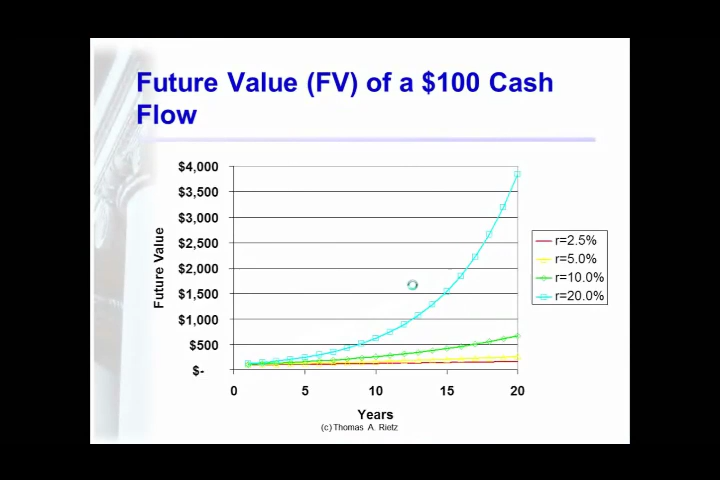 Future Value (FV) of a $100 Cash
Flow
$4,000
$3,500
$3,000
$2,500
$2,000
$1,500
$1,000
$500
$-
Future Value
0 5 10 15 20
Years
r=2.5%
r=5.0%
r=10.0%
r=20.0%
(c) Thomas A. Rietz